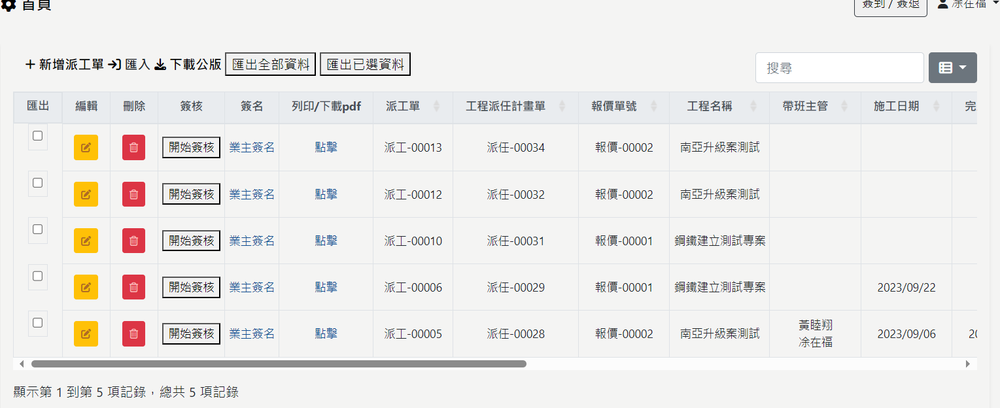 首頁
簽到 / 簽退 凃在福
新增派工單 匯入 下載公版 匯出全部資料 匯出已選資料 搜尋
匯出 編輯 刪除 簽核 簽名 列印/下載pdf 派工單 工程派任計畫單 報價單號 工程名稱 帶班主管 施工日期 完
開始簽核 業主簽名 點擊 派工-00013 派任-00034 報價-00002 南亞升級案測試
開始簽核 業主簽名 點擊 派工-00012 派任-00032 報價-00002 南亞升級案測試
開始簽核 業主簽名 點擊 派工-00010 派任-00031 報價-00001 鋼鐵建立測試專案
開始簽核 業主簽名 點擊 派工-00006 派任-00029 報價-00001 鋼鐵建立測試專案 2023/09/22
開始簽核 業主簽名 點擊 派工-00005 派任-00028 報價-00002 南亞升級案測試 黃睦翔 凃在福 2023/09/06
顯示第 1 到第 5 項記錄，總共 5 項記錄